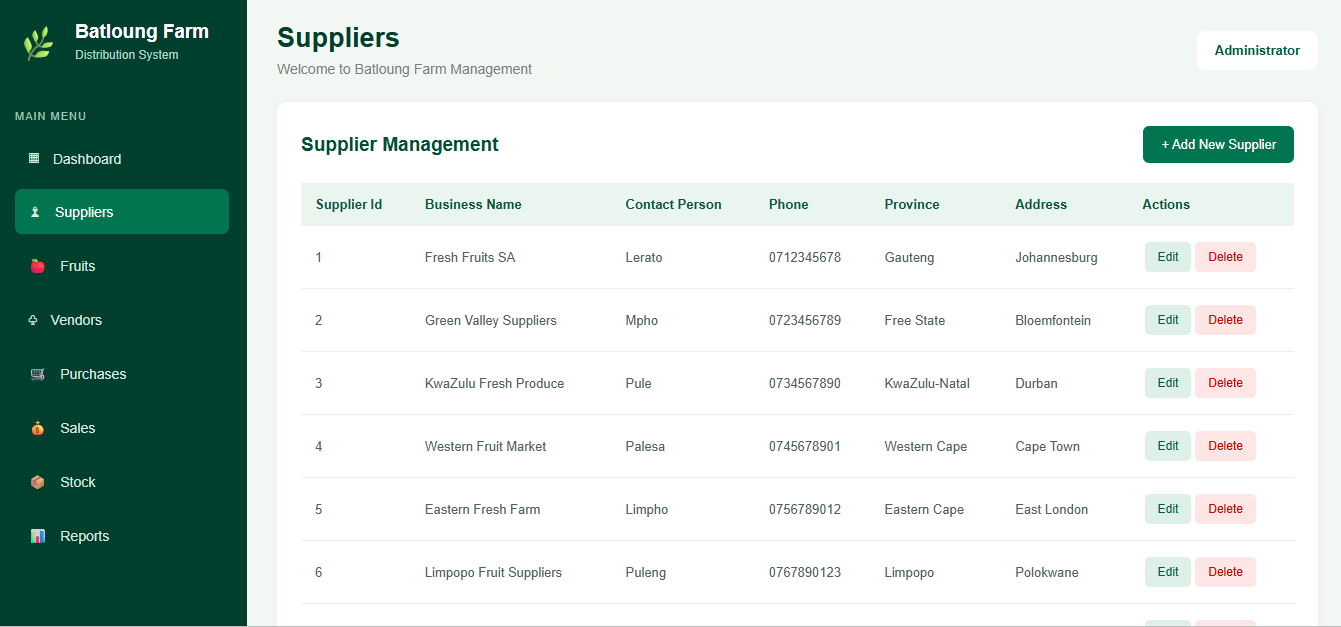 Batloung Farm
Distribution System
MAIN MENU
Dashboard
Suppliers
Fruits
Vendors
Purchases
Sales
Stock
Reports
Suppliers
Welcome to Batloung Farm Management
Administrator
Supplier Management
+ Add New Supplier
Supplier Id Business Name Contact Person Phone Province Address Actions
1 Fresh Fruits SA Lerato 0712345678 Gauteng Johannesburg Edit Delete
2 Green Valley Suppliers Mpho 0723456789 Free State Bloemfontein Edit Delete
3 KwaZulu Fresh Produce Pule 0734567890 KwaZulu-Natal Durban Edit Delete
4 Western Fruit Market Palesa 0745678901 Western Cape Cape Town Edit Delete
5 Eastern Fresh Farm Limpho 0756789012 Eastern Cape East London Edit Delete
6 Limpopo Fruit Suppliers Puleng 0767890123 Limpopo Polokwane Edit Delete